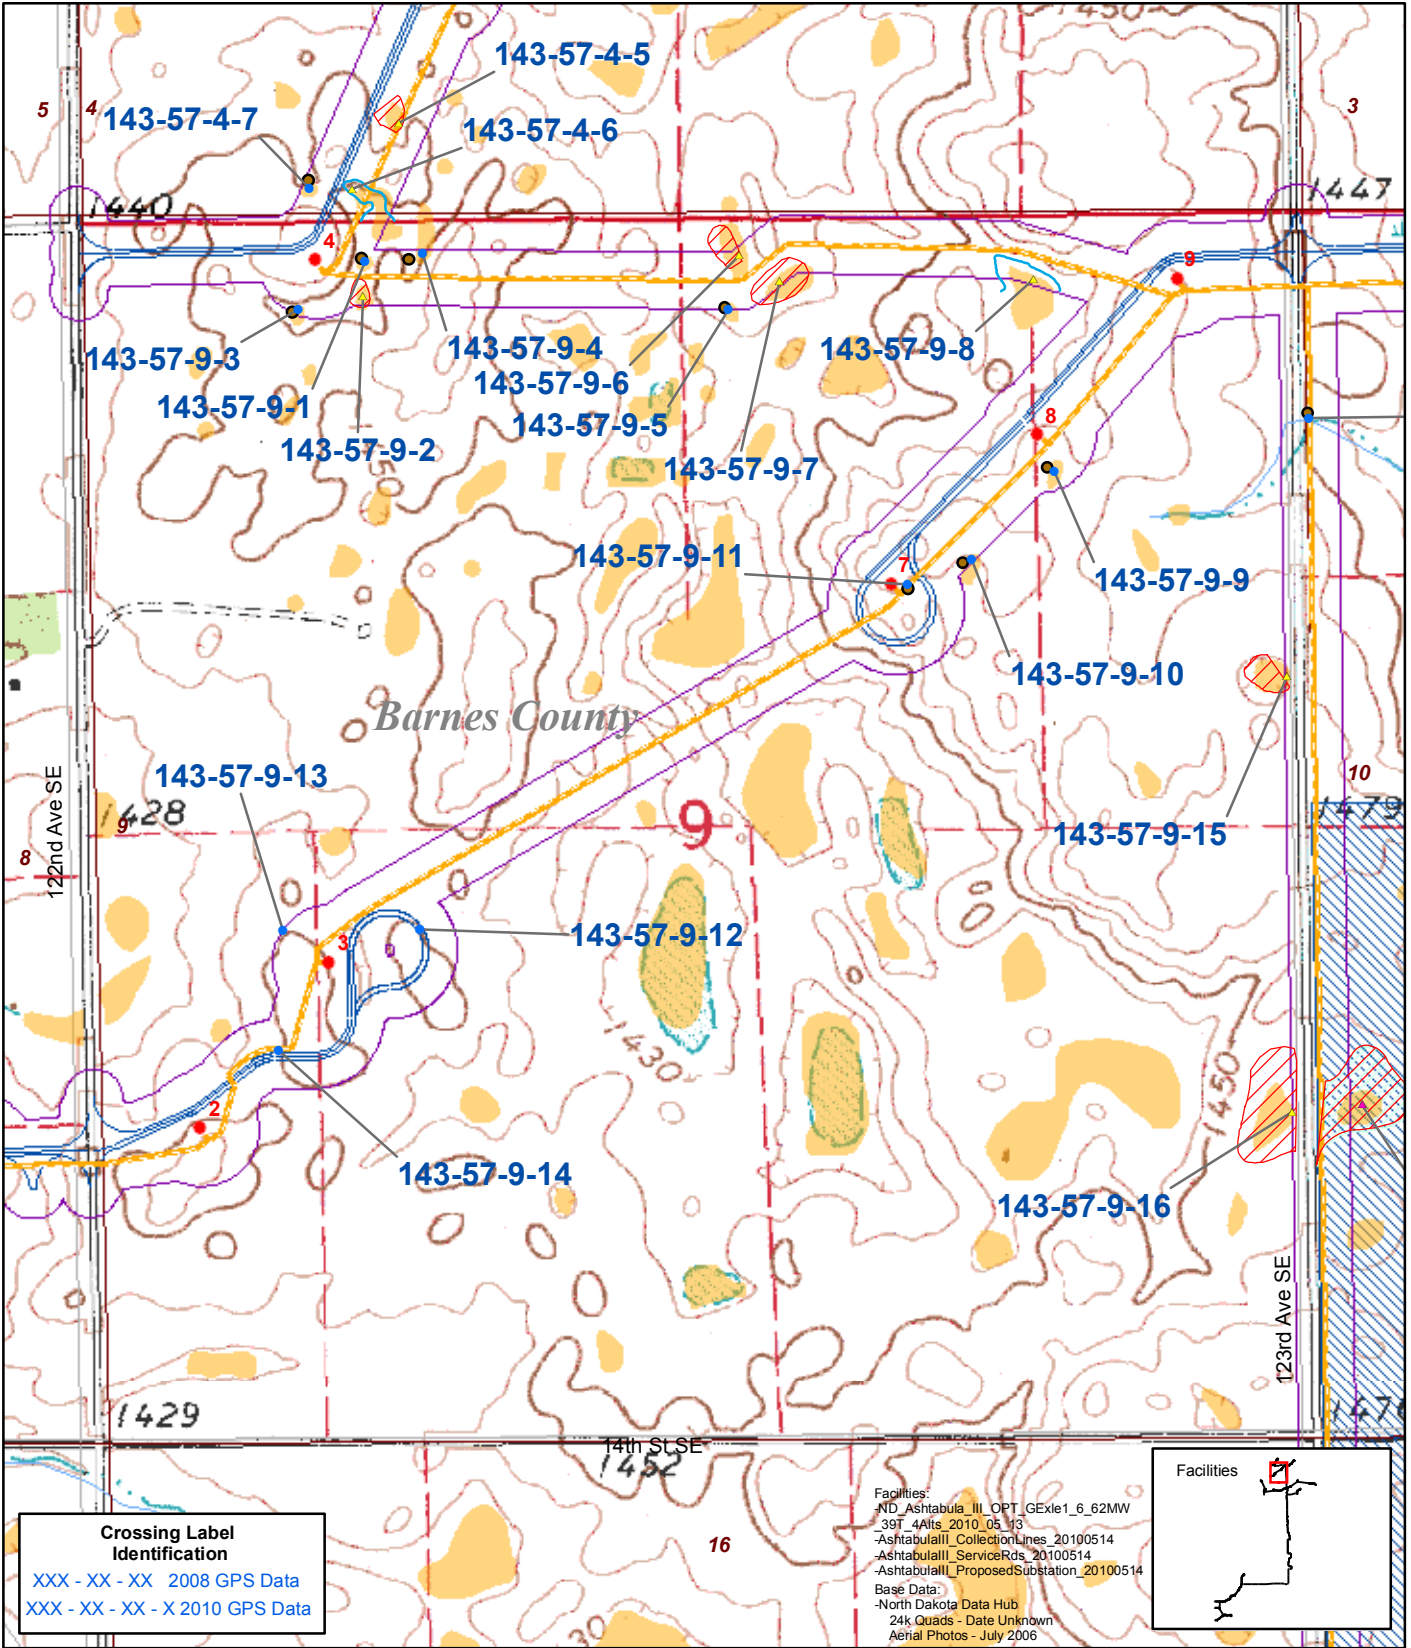 1450
143-57-4-5
5
4
143-57-4-7
143-57-4-6
3
1440
1447
4
9
143-57-9-3
143-57-9-4
143-57-9-8
143-57-9-6
143-57-9-1
143-57-9-5
8
143-57-9-2
143-57-9-7
50
143-57-9-11
7
143-57-9-9
143-57-9-10
Barnes County
143-57-9-13
10
1428
9
9
1479
143-57-9-15
8
122nd Ave SE
143-57-9-12
3
1430
1450
2
143-57-9-14
143-57-9-16
123rd Ave SE
1429
1476
14th St SE
1452
16
30
Crossing Label
Identification
XXX - XX - XX 2008 GPS Data
XXX - XX - XX - X 2010 GPS Data
Facilities:
-ND_Ashtabula_III_OPT_GExle1_6_62MW
_39T_4Alts_2010_05_13
-AshtabulaIII_CollectionLines_20100514
-AshtabulaIII_ServiceRds_20100514
-AshtabulaIII_ProposedSubstation_20100514
Base Data:
-North Dakota Data Hub
24k Quads - Date Unknown
Aerial Photos - July 2006
Facilities